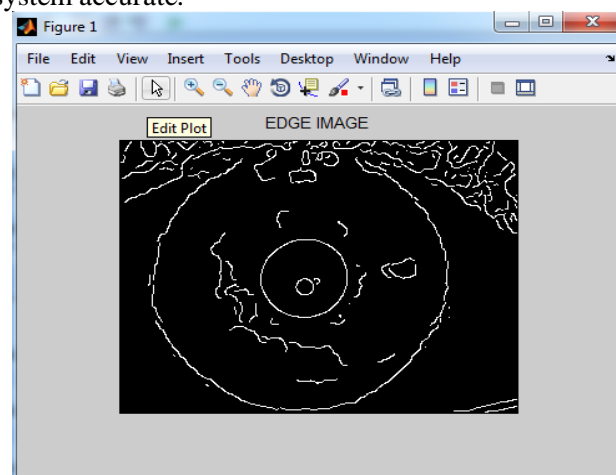 system accurate.
Figure 1
File Edit View Insert Tools Desktop Window Help
Edit Plot
EDGE IMAGE